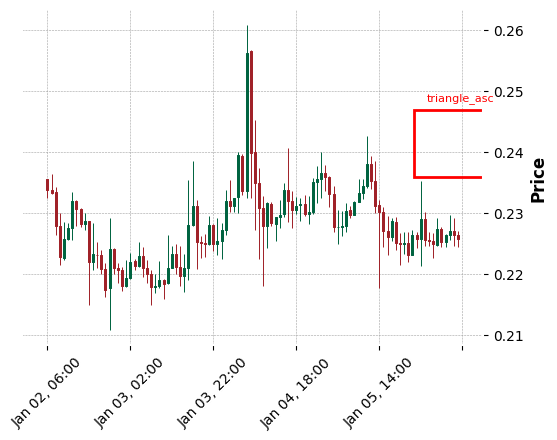 0.26
0.25
triangle_asc
0.24
0.23
0.22
0.21
Price
Jan 02, 06:00
Jan 03, 02:00
Jan 03, 22:00
Jan 04, 18:00
Jan 05, 14:00